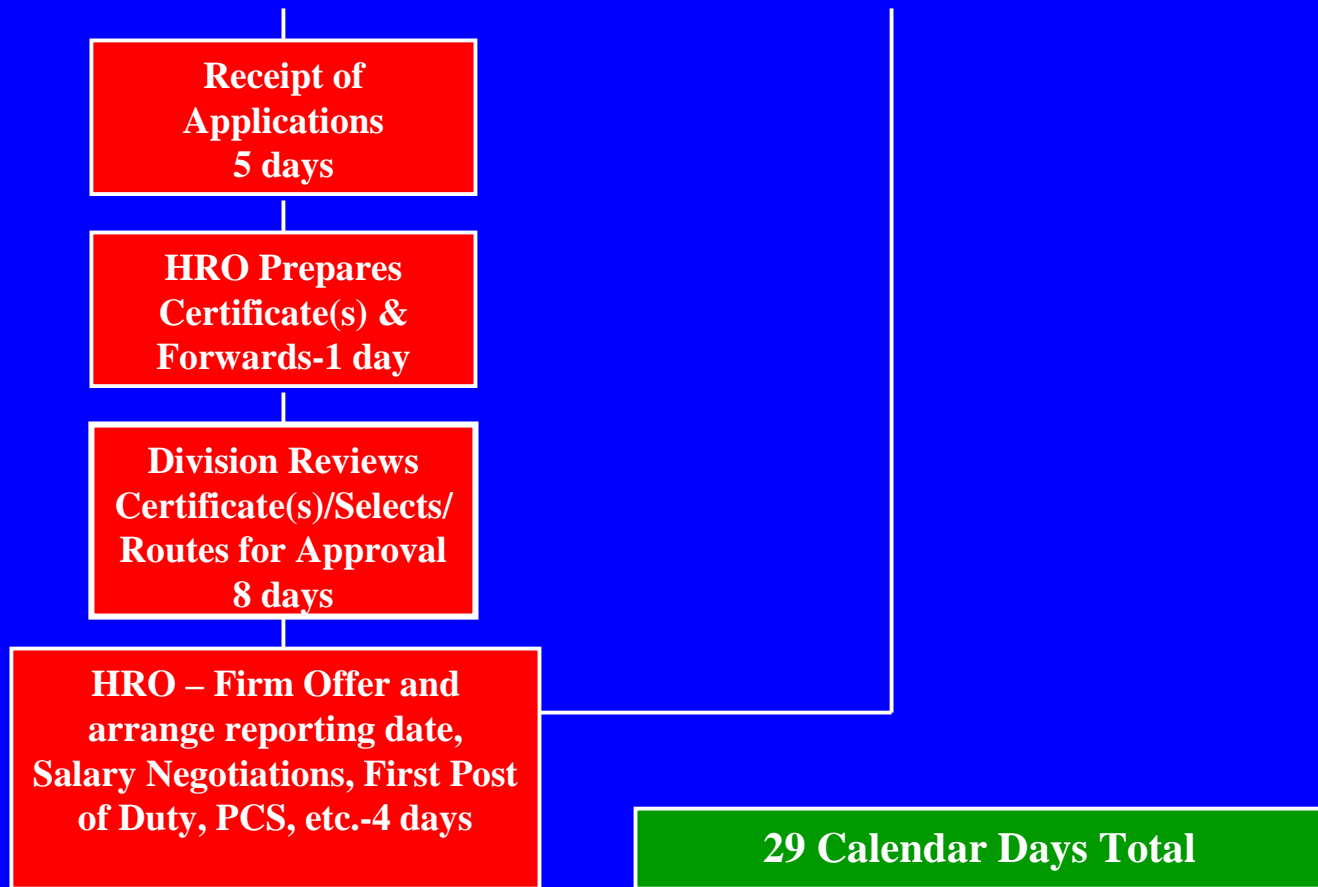 Receipt of
Applications
5 days
HRO Prepares
Certificate(s) &
Forwards-1 day
Division Reviews
Certificate(s)/Selects/
Routes for Approval
8 days
HRO – Firm Offer and
arrange reporting date,
Salary Negotiations, First Post
of Duty, PCS, etc.-4 days
29 Calendar Days Total